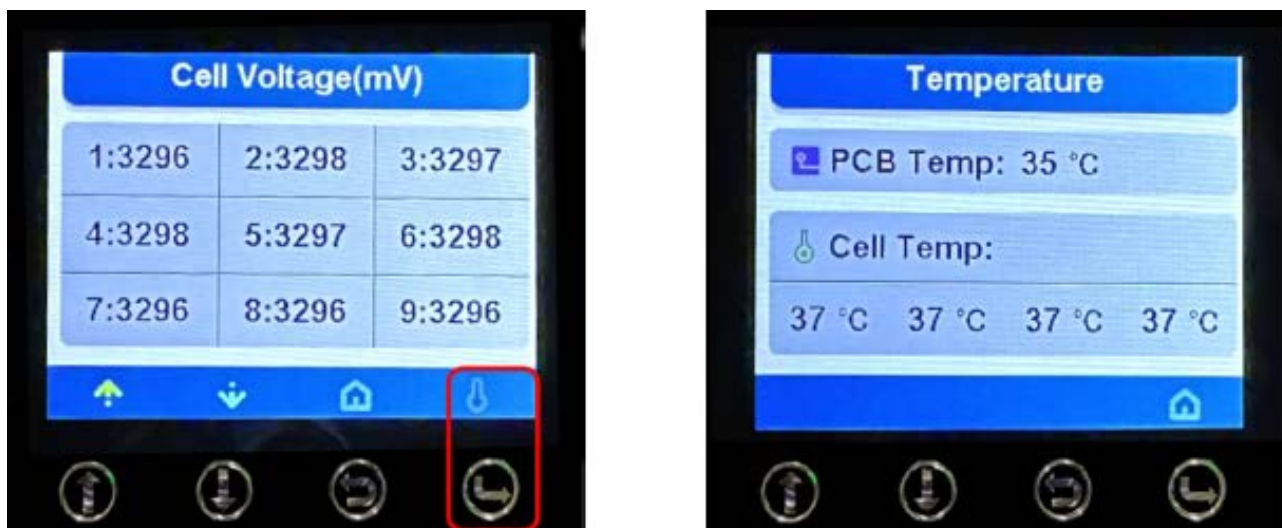 Cell Voltage(mV)
1:3296 2:3298 3:3297
4:3298 5:3297 6:3298
7:3296 8:3296 9:3296
Temperature
PCB Temp: 35 °C
Cell Temp:
37 °C 37 °C 37 °C 37 °C